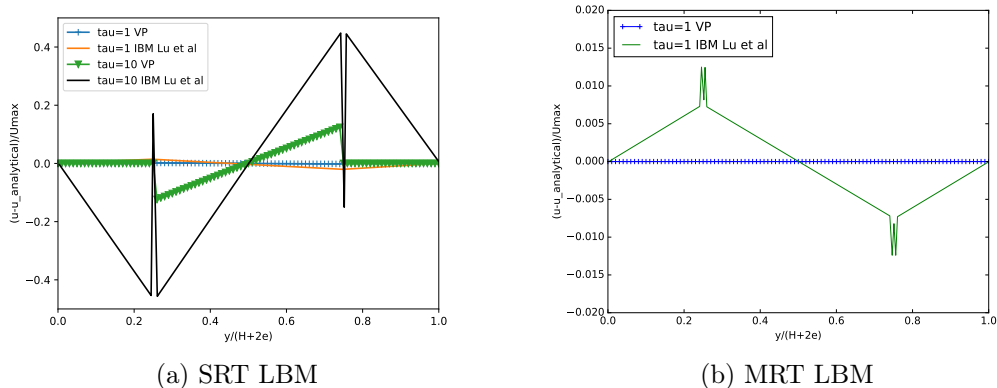 tau=1 VP
tau=1 IBM Lu et al
tau=10 VP
tau=10 IBM Lu et al
(u-u_analytical)/Umax
0.4
0.2
0.0
−0.2
−0.4
0.0 0.2 0.4 0.6 0.8 1.0
y/(H+2e)
(a) SRT LBM
tau=1 VP
tau=1 IBM Lu et al
(u-u_analytical)/Umax
0.020
0.015
0.010
0.005
0.000
−0.005
−0.010
−0.015
−0.020
0.0 0.2 0.4 0.6 0.8 1.0
y/(H+2e)
(b) MRT LBM